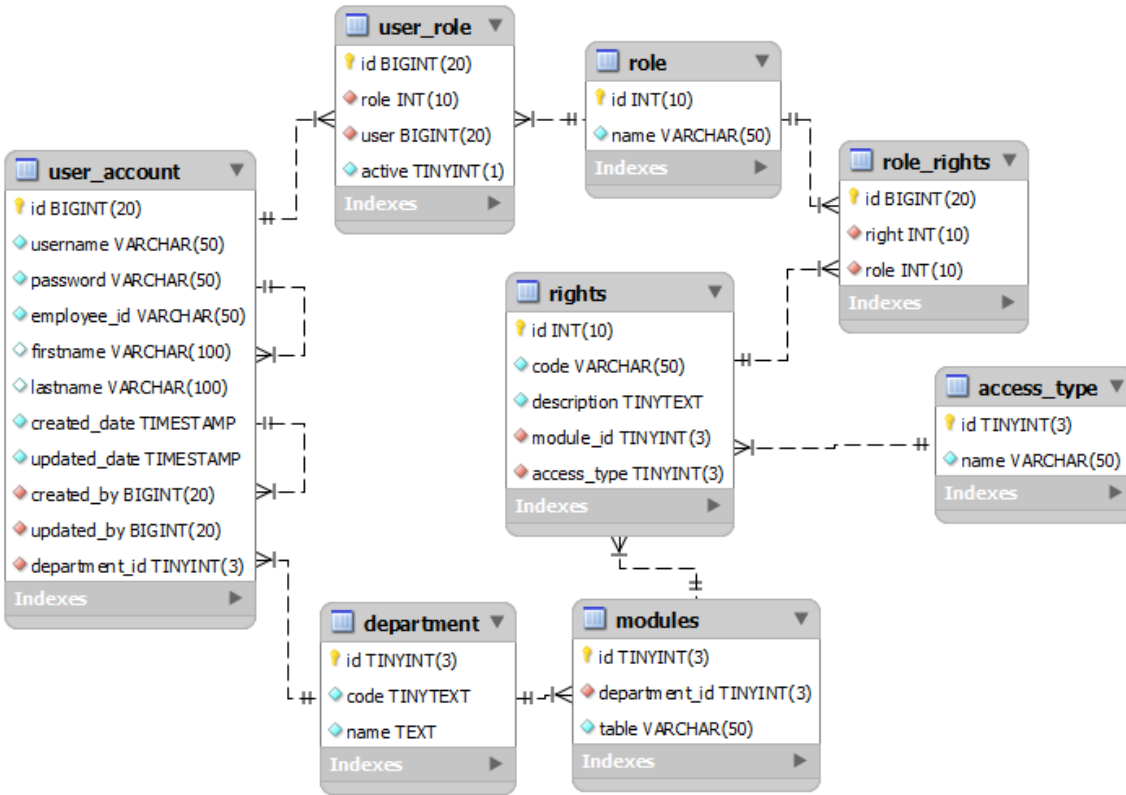 user_role
id BIGINT(20)
role INT(10)
user BIGINT(20)
active TINYINT(1)
Indexes
role
id INT(10)
name VARCHAR(50)
Indexes
role_rights
id BIGINT(20)
right INT(10)
role INT(10)
Indexes
user_account
id BIGINT(20)
username VARCHAR(50)
password VARCHAR(50)
employee_id VARCHAR(50)
firstname VARCHAR(100)
lastname VARCHAR(100)
created_date TIMESTAMP
updated_date TIMESTAMP
created_by BIGINT(20)
updated_by BIGINT(20)
department_id TINYINT(3)
Indexes
rights
id INT(10)
code VARCHAR(50)
description TINYTEXT
module_id TINYINT(3)
access_type TINYINT(3)
Indexes
access_type
id TINYINT(3)
name VARCHAR(50)
Indexes
department
id TINYINT(3)
code TINYTEXT
name TEXT
Indexes
modules
id TINYINT(3)
department_id TINYINT(3)
table VARCHAR(50)
Indexes